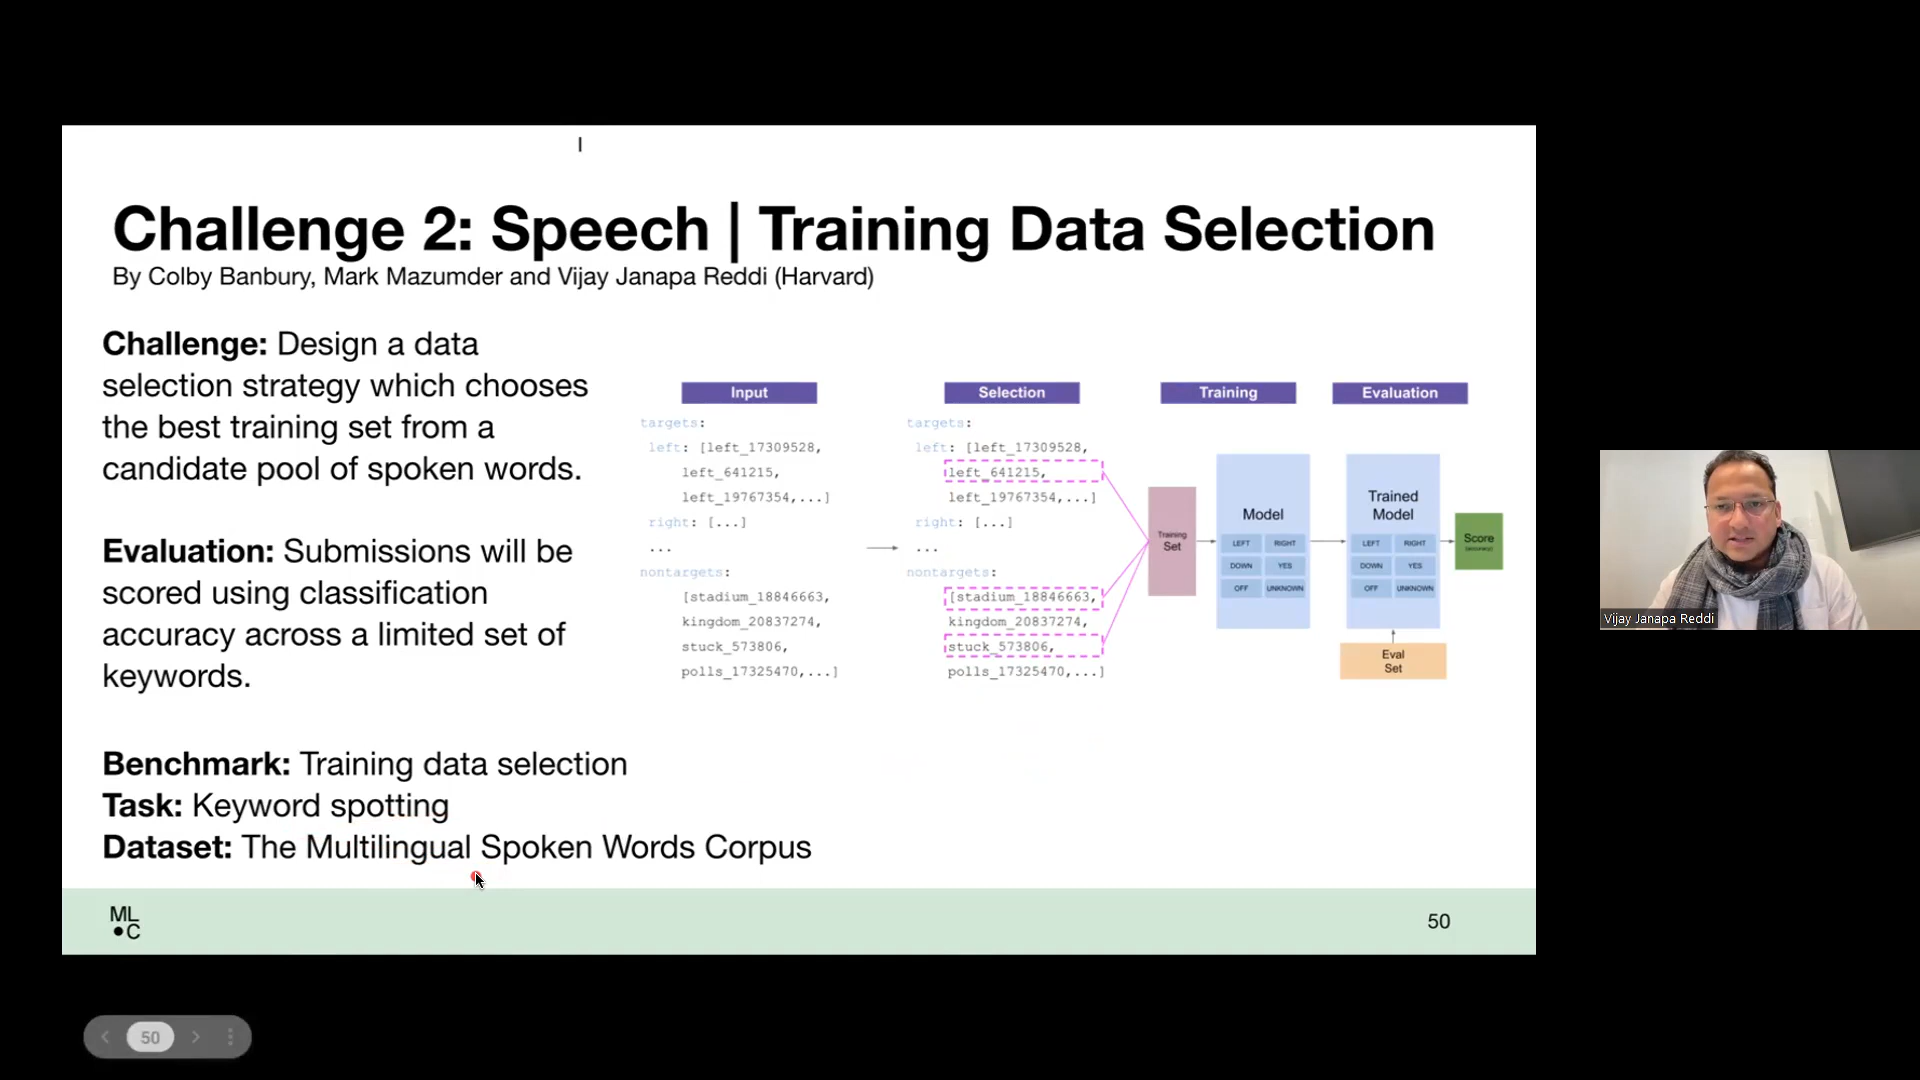 Challenge 2: Speech | Training Data Selection
By Colby Banbury, Mark Mazumder and Vijay Janapa Reddi (Harvard)
Challenge: Design a data
selection strategy which chooses
the best training set from a
candidate pool of spoken words.
Evaluation: Submissions will be
scored using classification
accuracy across a limited set of
keywords.
Benchmark: Training data selection
Task: Keyword spotting
Dataset: The Multilingual Spoken Words Corpus
Input
targets:
left: [left_17309528,
left_641215,
left_19767354,...]
right: [...]
...
nontargets:
[stadium_18846663,
kingdom_20837274,
stuck_573806,
polls_17325470,...]
Selection
targets:
left: [left_17309528,
left_641215,
left_19767354,...]
right: [...]
...
nontargets:
[stadium_18846663,
kingdom_20837274,
stuck_573806,
polls_17325470,...]
Training
Training
Set
Model
LEFT RIGHT
DOWN YES
OFF UNKNOWN
Evaluation
Trained
Model
LEFT RIGHT
DOWN YES
OFF UNKNOWN
Eval
Set
Score
(accuracy)
ML
C
50
Vijay Janapa Reddi
50